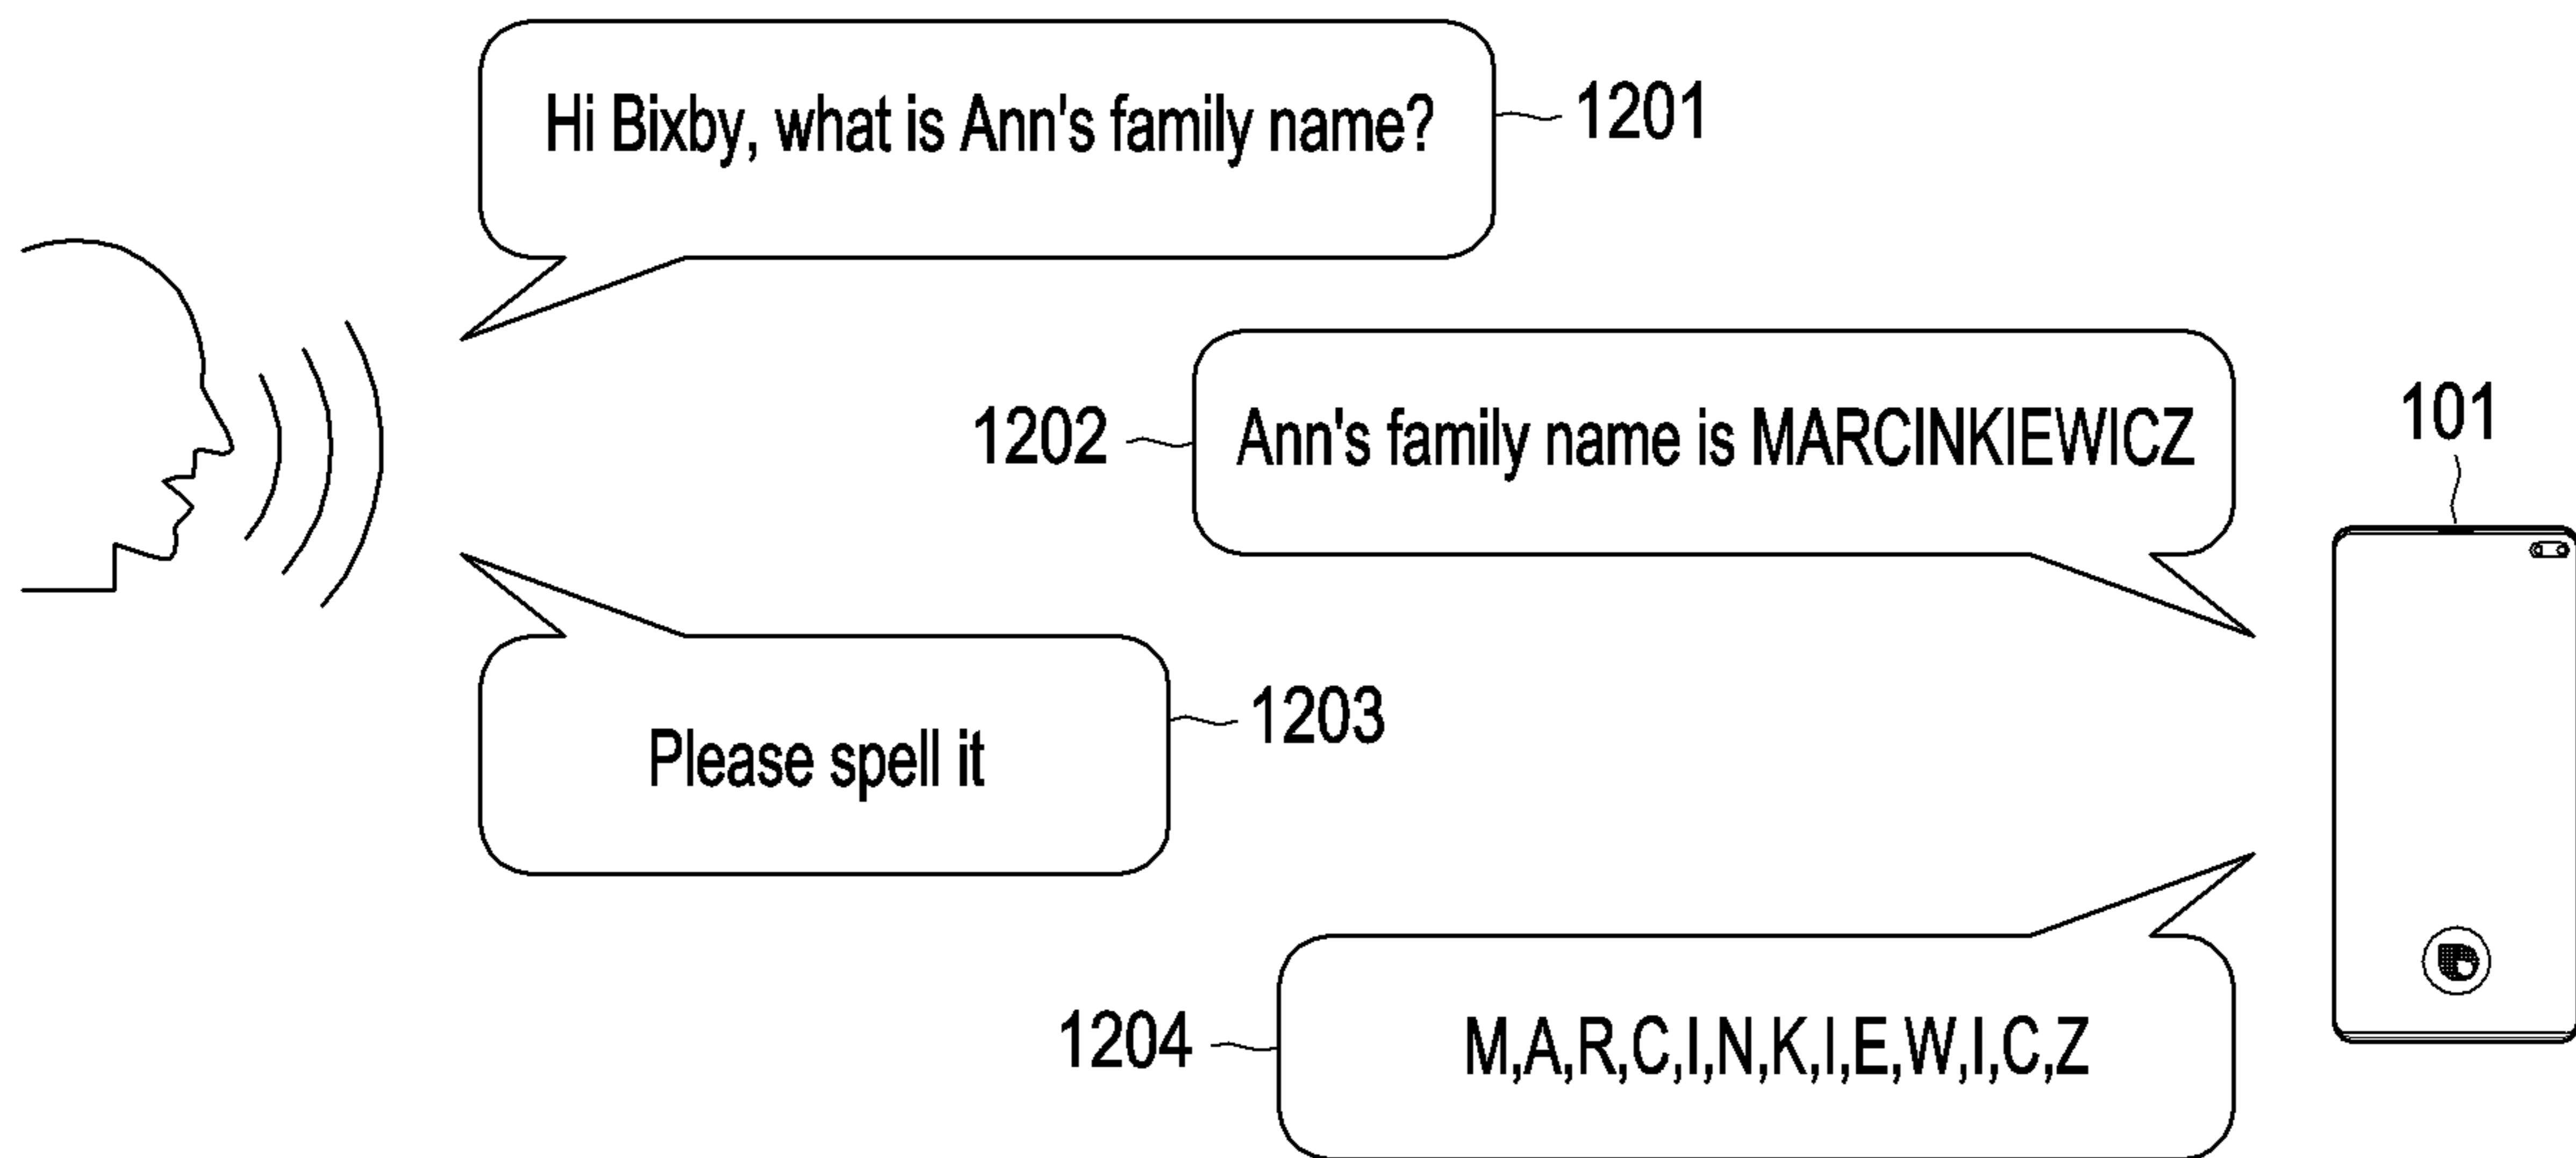 Hi Bixby, what is Ann's family name?
1201
1202
Ann's family name is MARCINKIEWICZ
101
Please spell it
1203
1204
M,A,R,C,I,N,K,I,E,W,I,C,Z